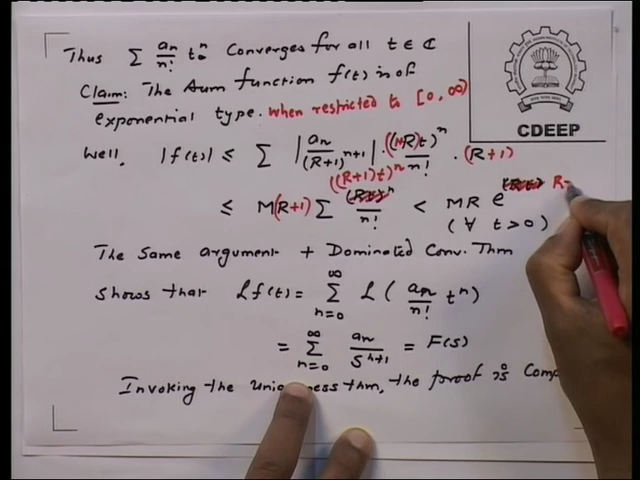 Thus Σ aₙ/n! tⁿ Converges for all t ∈ ℂ
Claim: The sum function f(t) is of
exponential type. when restricted to [0, ∞)
Well, |f(t)| ≤ Σ |aₙ/(R+1)ⁿ⁺¹| · ((1+R)t)ⁿ/n! · (R+1)
≤ M(R+1) Σ ((R+1)t)ⁿ/n! < MR e^R
(∀ t>0)
The Same argument + Dominated Conv. Thm
shows that ℒf(t) = Σ_{n=0}^{∞} ℒ(aₙ/n! tⁿ)
= Σ_{n=0}^{∞} aₙ/sⁿ⁺¹ = F(s)
Invoking the thm, the proof is
CDEEP